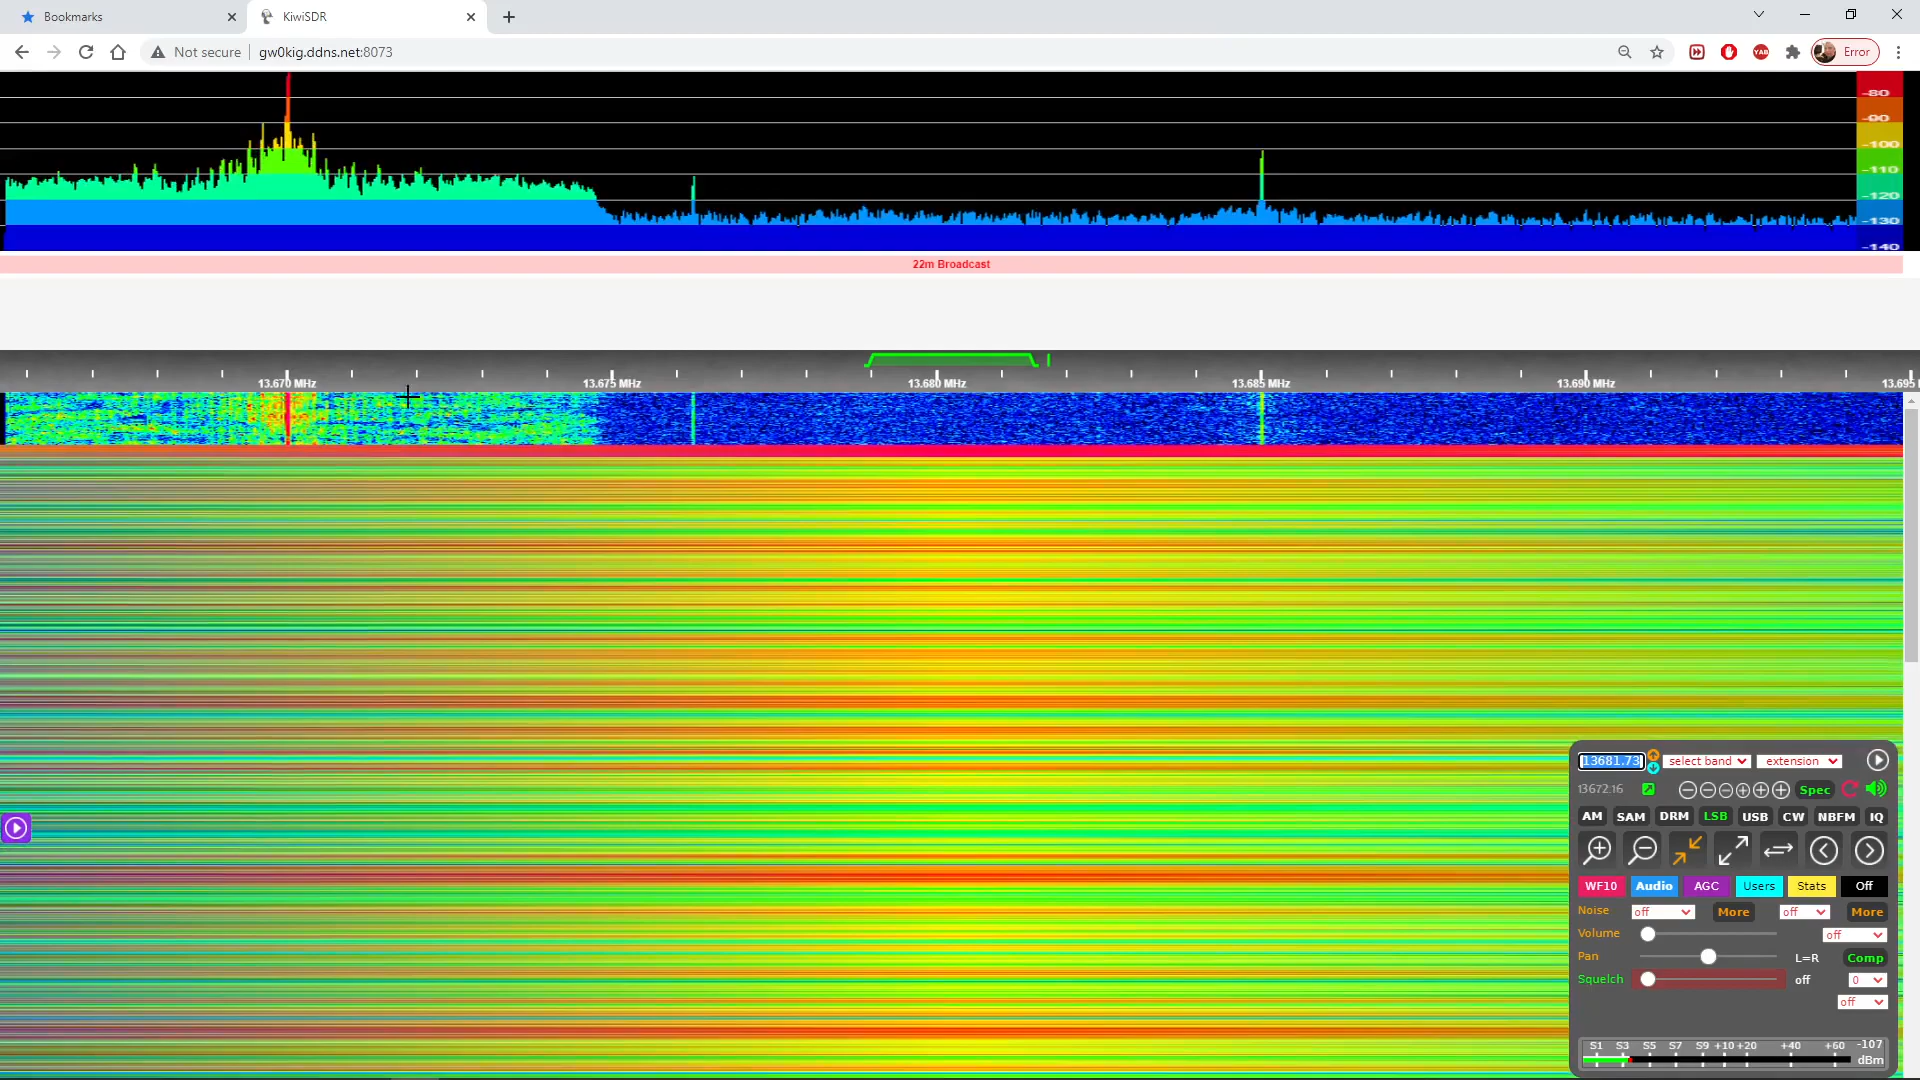 Bookmarks
KiwiSDR
Not secure
gw0kig.ddns.net:8073
Error
-80
-90
-100
-110
-120
-130
-140
22m Broadcast
13.670 MHz 13.675 MHz 13.680 MHz 13.685 MHz 13.690 MHz 13.695
13681.73 select band extension
13672.16 Spec
AM SAM DRM LSB USB CW NBFM IQ
WF10 Audio AGC Users Stats Off
Noise off More off More
Volume off
Pan L=R Comp
Squelch off 0
off
S1 S3 S5 S7 S9 +10 +20 +40 +60 -107
dBm